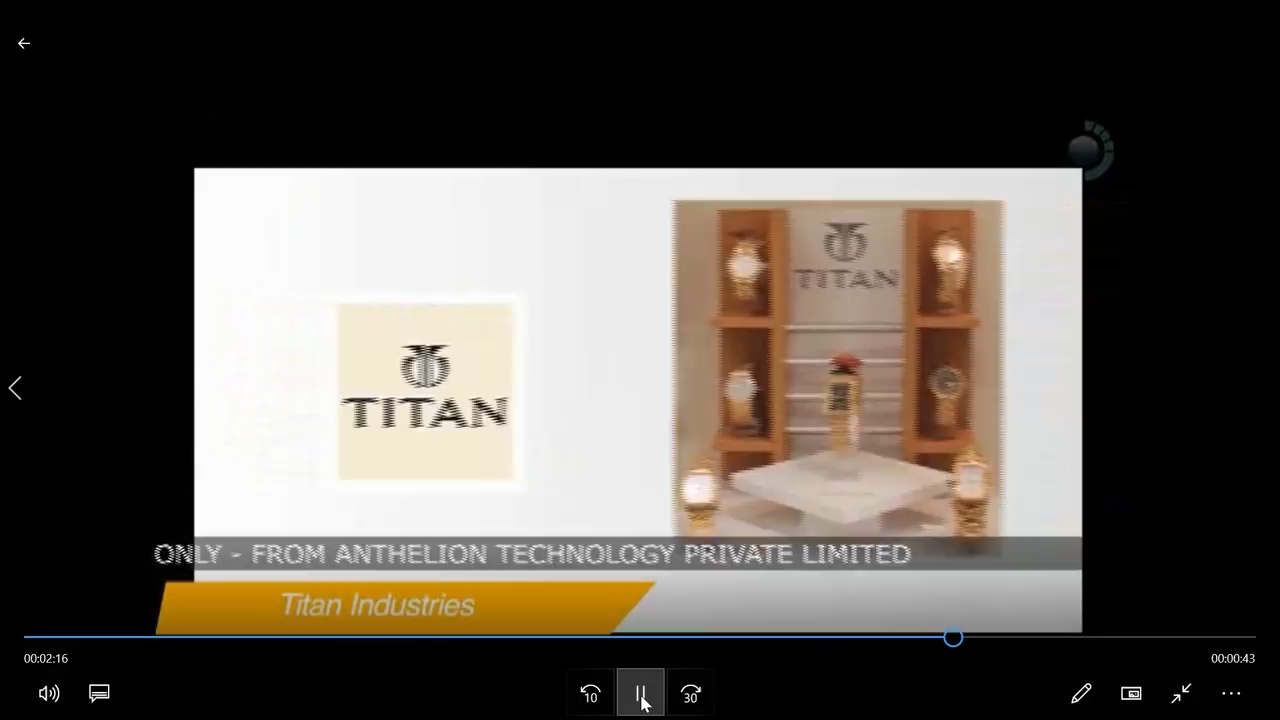 TITAN
TITAN
ONLY - FROM ANTHELION TECHNOLOGY PRIVATE LIMITED
Titan Industries
00:02:16
00:00:43
10
30